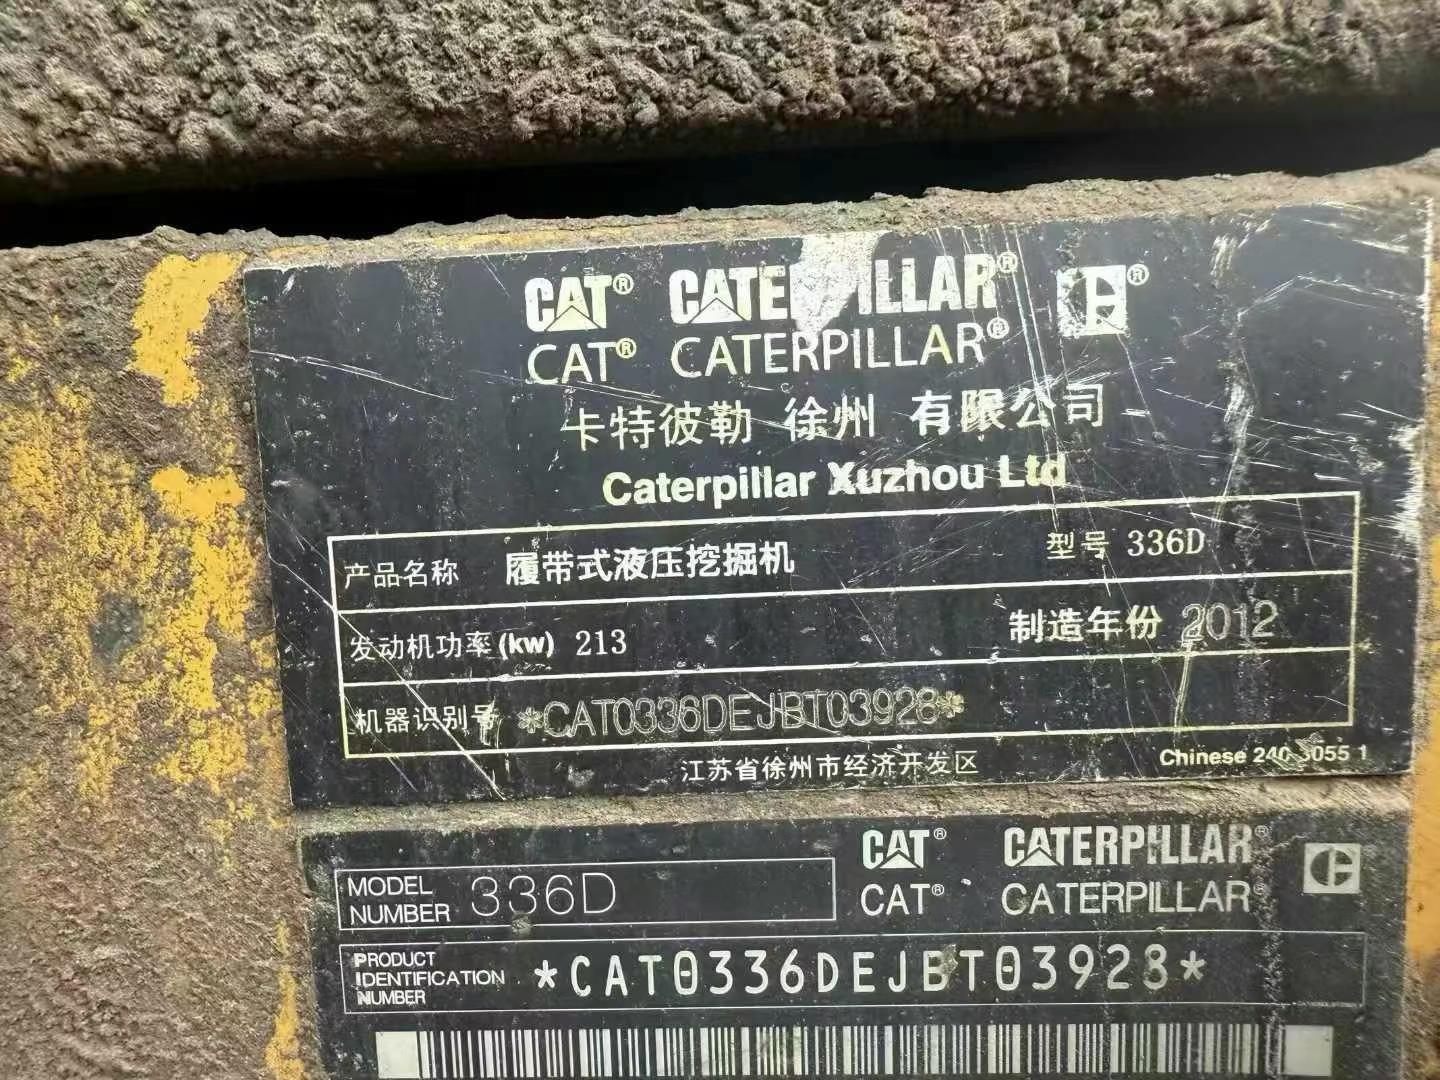 CAT® CATERPILLAR®
CAT® CATERPILLAR®
卡特彼勒 徐州 有限公司
Caterpillar Xuzhou Ltd
产品名称 履带式液压挖掘机 型号 336D
发动机功率(kw) 213 制造年份 2012
机器识别号 *CAT0336DEJBT03928*
江苏省徐州市经济开发区
Chinese 1
CAT® CATERPILLAR®
MODEL NUMBER 336D
CAT® CATERPILLAR®
PRODUCT IDENTIFICATION NUMBER *CAT0336DEJBT03928*